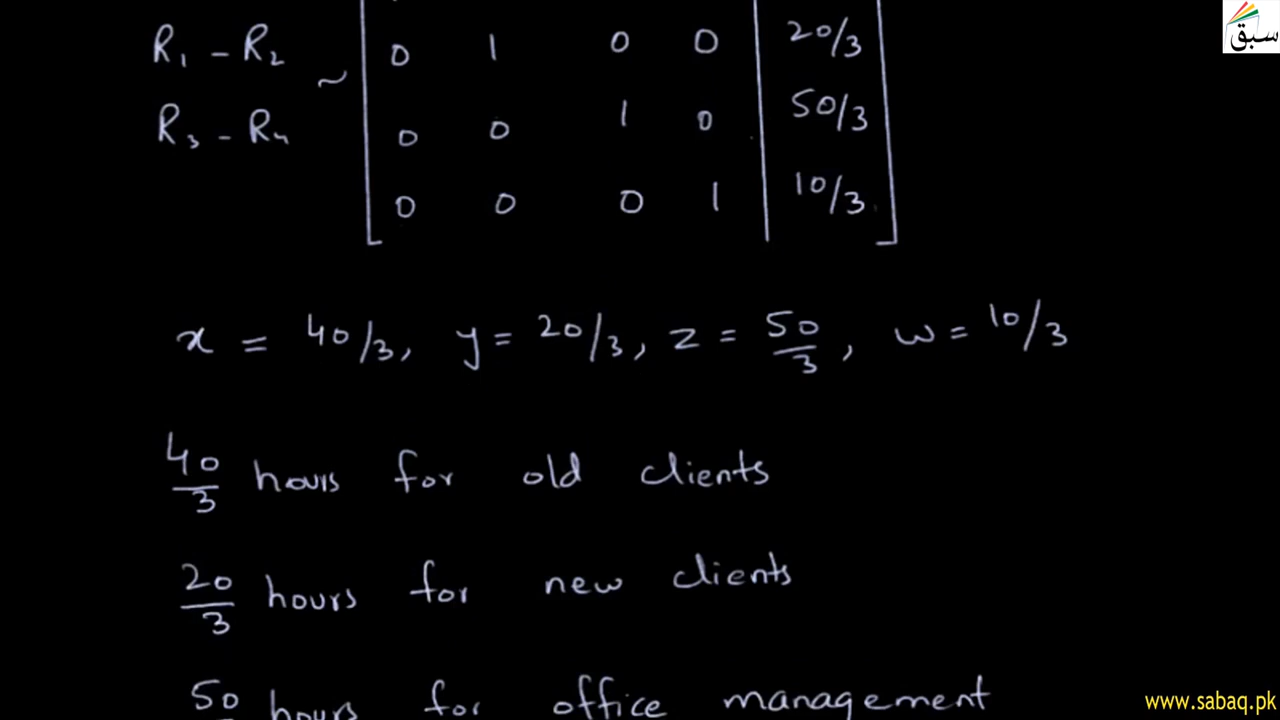 R₁ - R₂ ~ 0 1 0 0 | 20/3
R₃ - R₄ 0 0 1 0 | 50/3
0 0 0 1 | 10/3
x = 40/3, y = 20/3, z = 50/3, w = 10/3
40/3 hours for old clients
20/3 hours for new clients
50 hours for office management
سبق
www.sabaq.pk